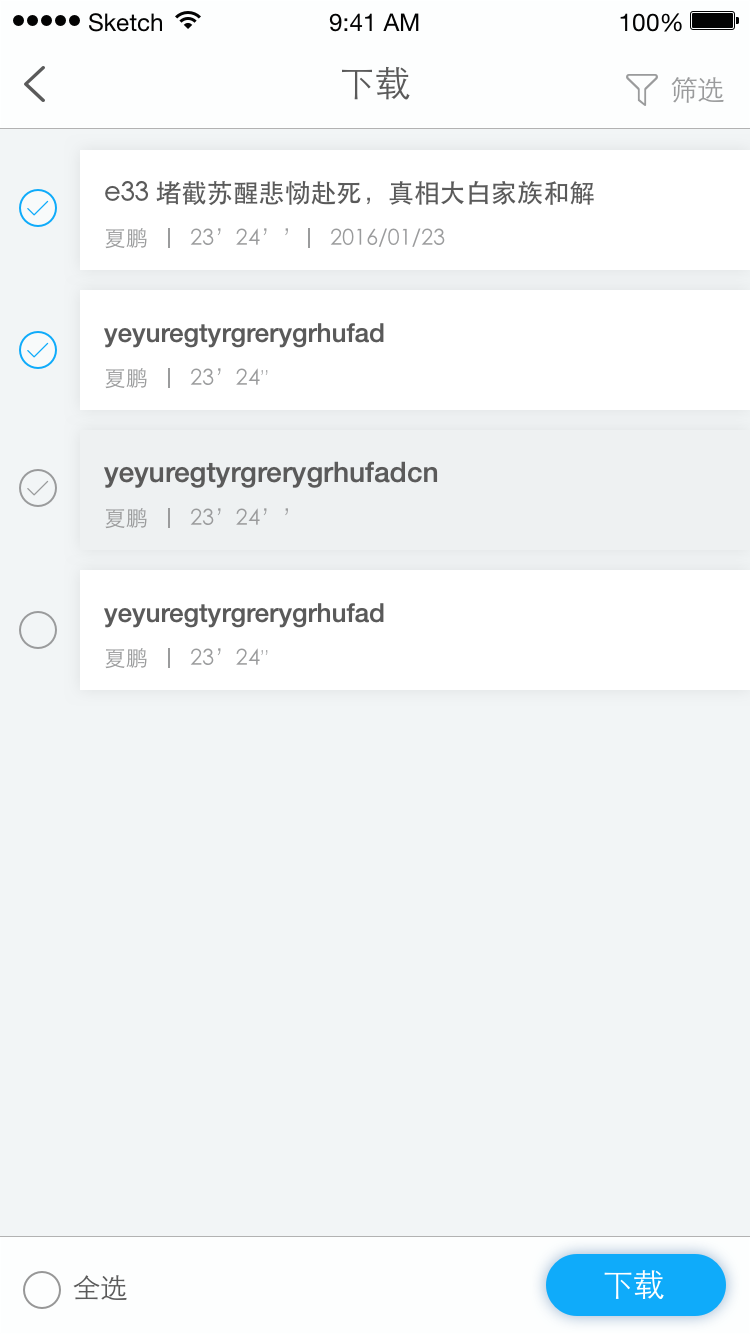 Sketch 9:41 AM 100%
下载 筛选
e33 堵截苏醒悲恸赴死，真相大白家族和解
夏鹏 | 23’ 24’’ | 2016/01/23
yeyuregtyrgrerygrhufad
夏鹏 | 23’ 24”
yeyuregtyrgrerygrhufadcn
夏鹏 | 23’ 24’’
yeyuregtyrgrerygrhufad
夏鹏 | 23’ 24”
全选 下载